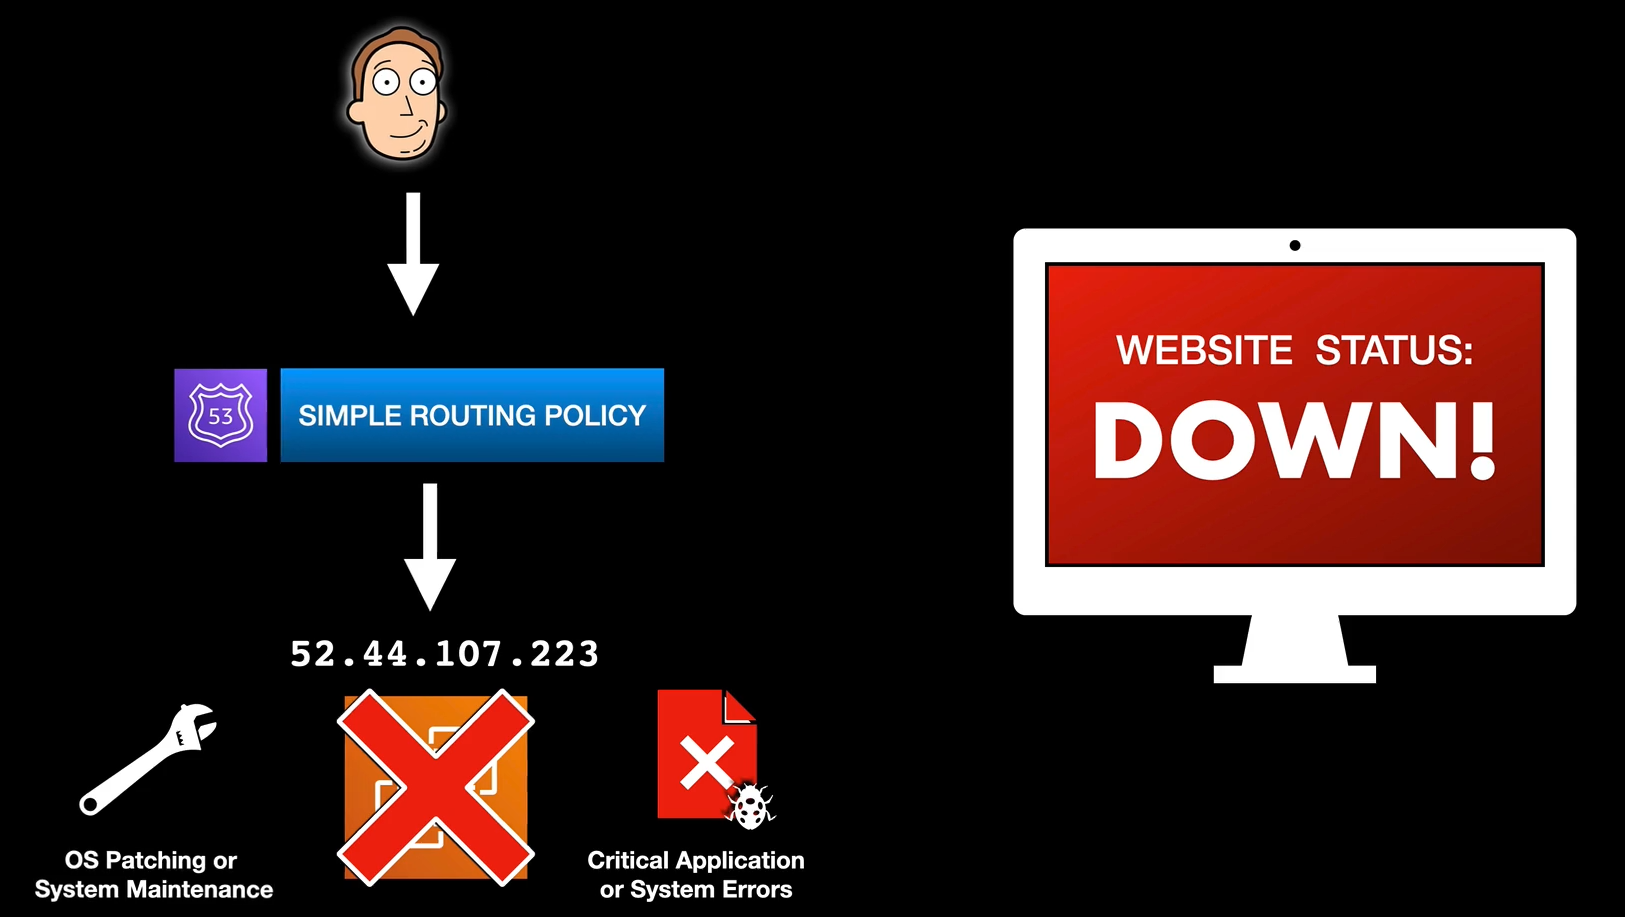 53
SIMPLE ROUTING POLICY
52.44.107.223
OS Patching or
System Maintenance
Critical Application
or System Errors
WEBSITE STATUS:
DOWN!